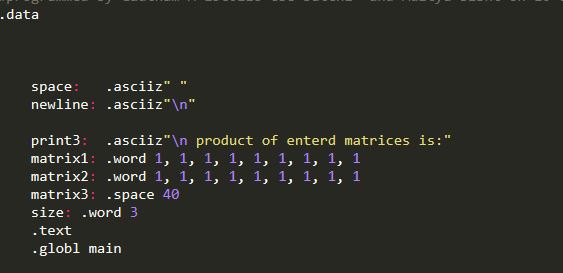 .data
space: .asciiz" "
newline: .asciiz"\n"
print3: .asciiz"\n product of enterd matrices is:"
matrix1: .word 1, 1, 1, 1, 1, 1, 1, 1, 1
matrix2: .word 1, 1, 1, 1, 1, 1, 1, 1, 1
matrix3: .space 40
size: .word 3
.text
.globl main